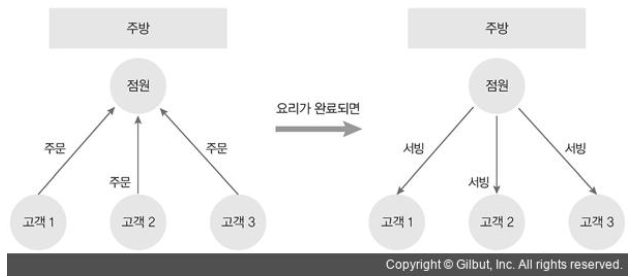 주방
점원
주문
주문
주문
고객 1
고객 2
고객 3
요리가 완료되면
주방
점원
서빙
서빙
서빙
고객 1
고객 2
고객 3
Copyright © Gilbut, Inc. All rights reserved.